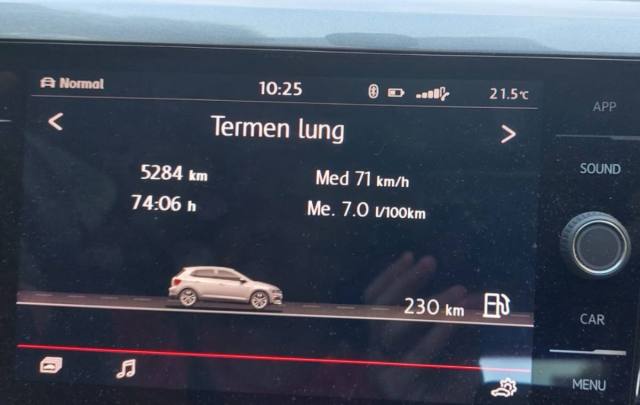 Normal 10:25 21.5°C
APP
Termen lung
SOUND
5284 km Med 71 km/h
74:06 h Me. 7.0 l/100km
230 km
CAR
MENU